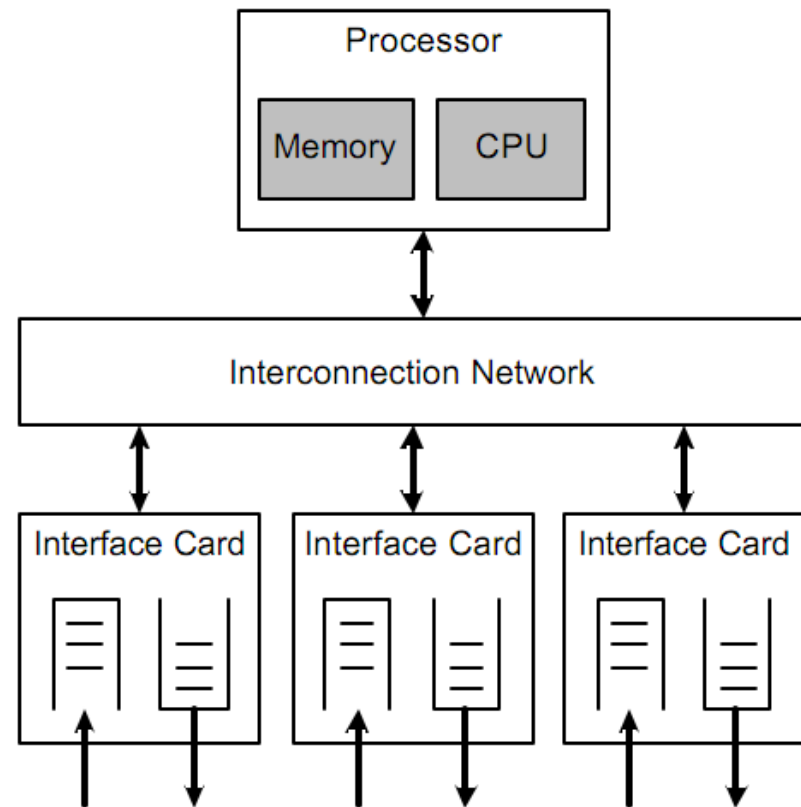 Processor
Memory
CPU
Interconnection Network
Interface Card
Interface Card
Interface Card